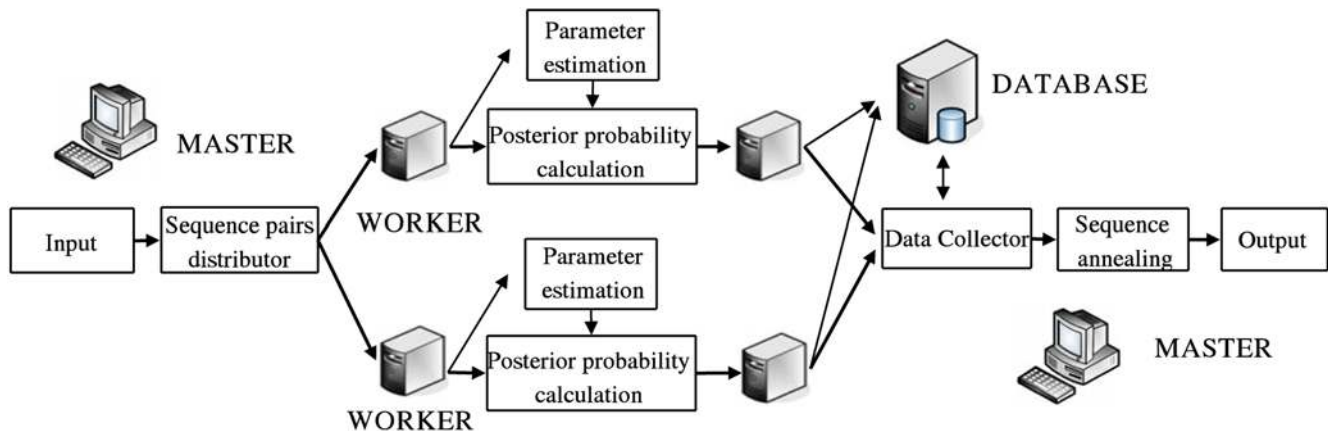 Parameter
estimation
DATABASE
MASTER
Posterior probability
calculation
WORKER
Input
Sequence pairs
distributor
Data Collector
Sequence
annealing
Output
Parameter
estimation
MASTER
Posterior probability
calculation
WORKER